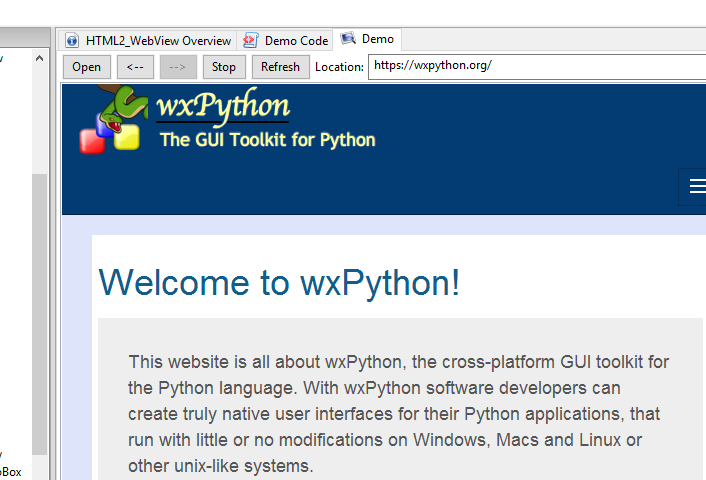 HTML2_WebView Overview Demo Code Demo
Open <-- --> Stop Refresh Location: https://wxpython.org/
wxPython
The GUI Toolkit for Python
Welcome to wxPython!
This website is all about wxPython, the cross-platform GUI toolkit for
the Python language. With wxPython software developers can
create truly native user interfaces for their Python applications, that
run with little or no modifications on Windows, Macs and Linux or
other unix-like systems.